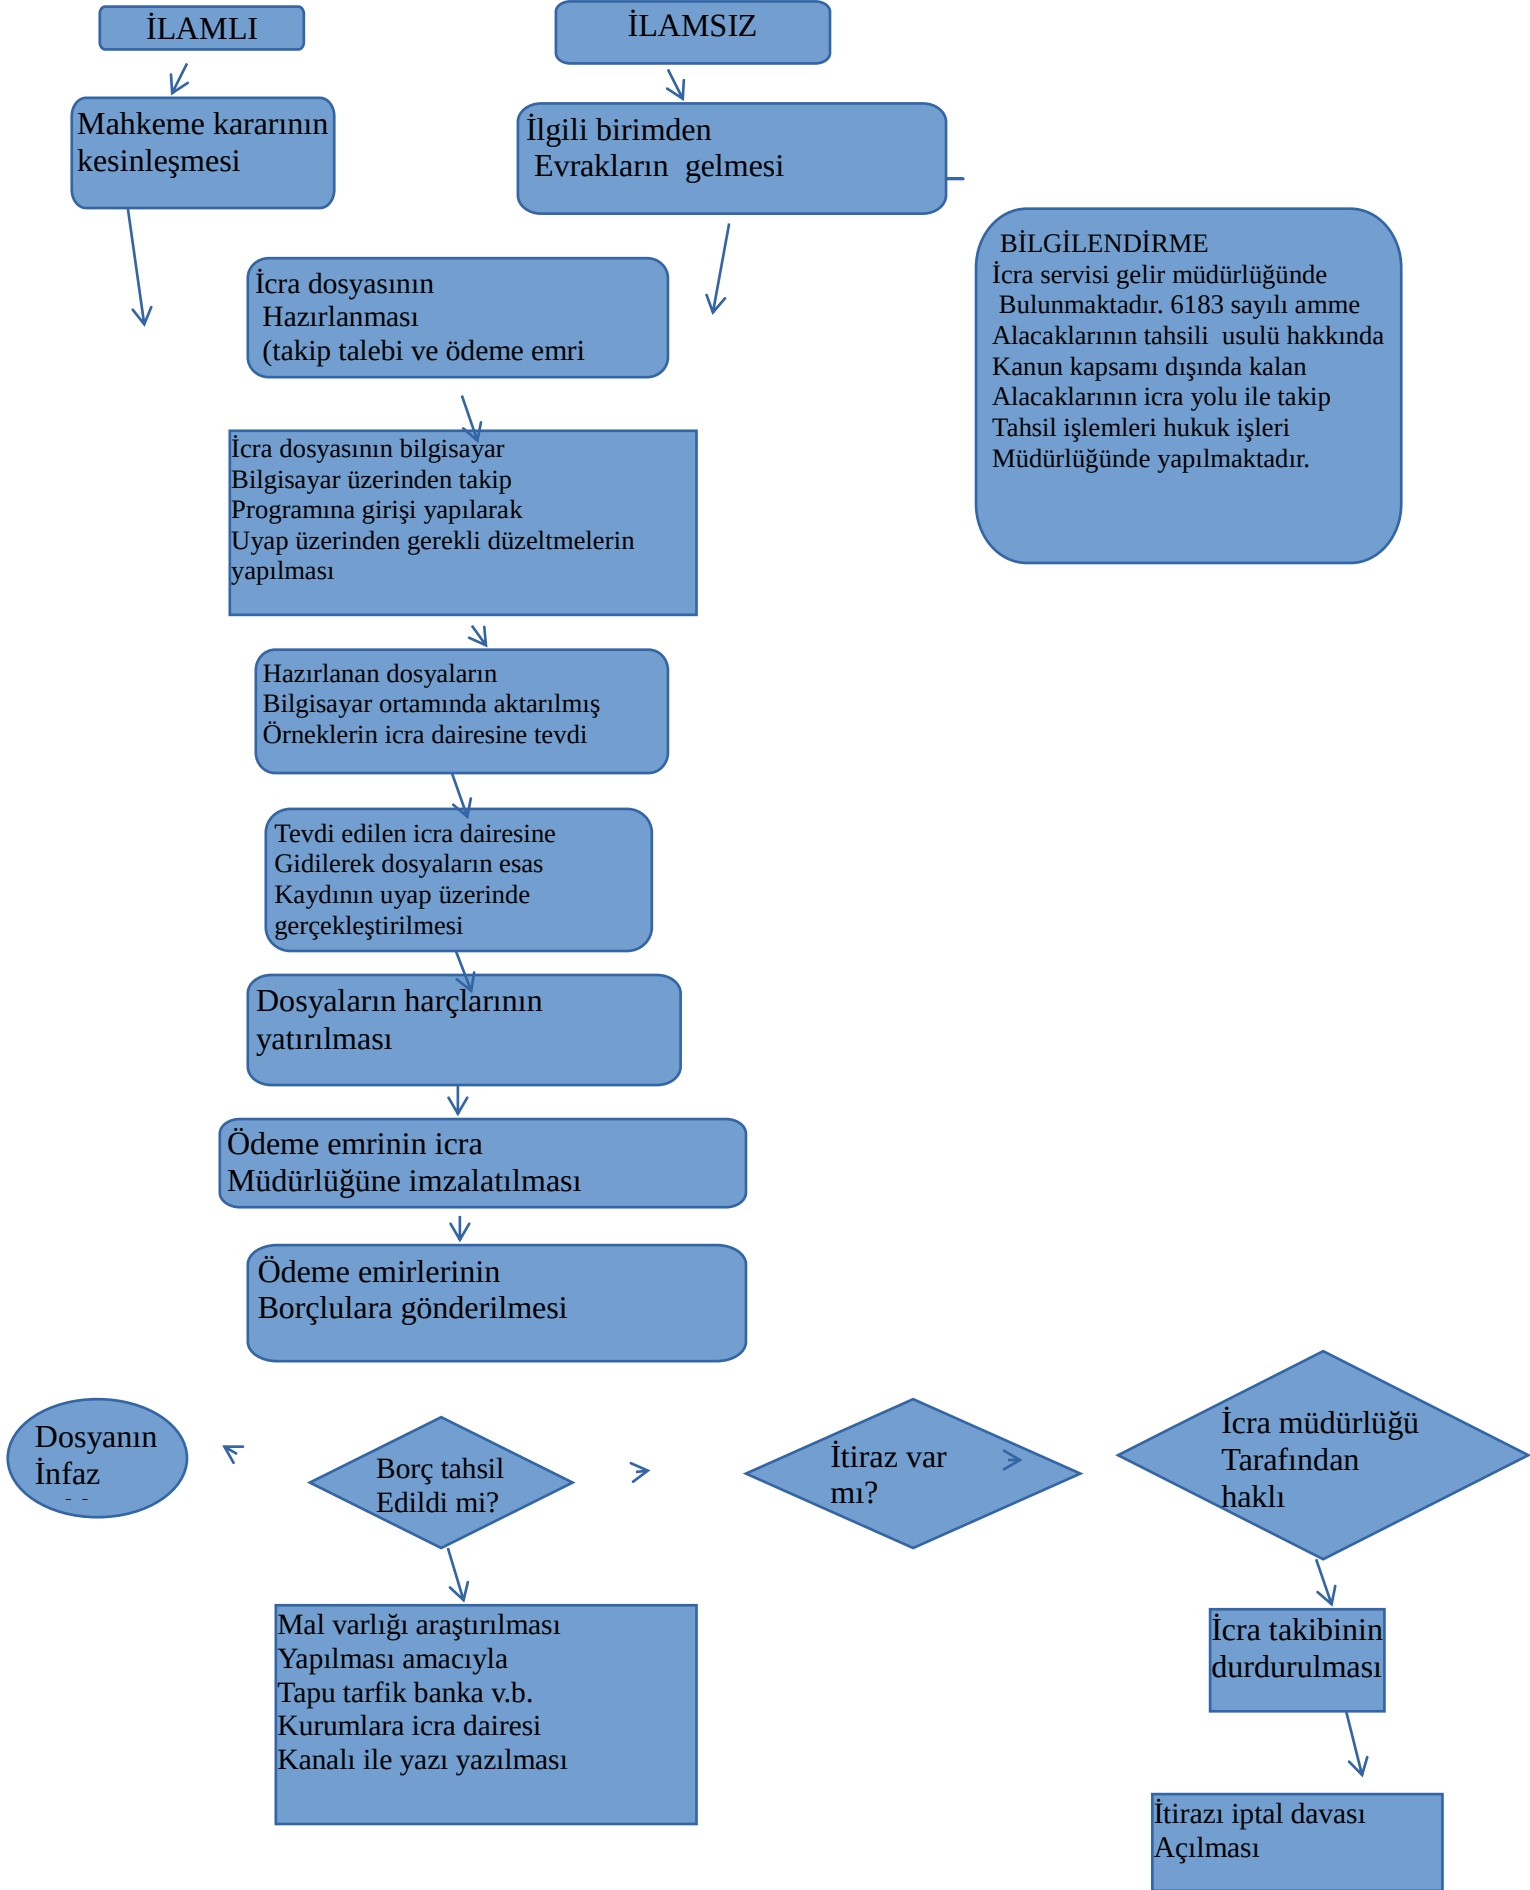 İLAMLI
İLAMSIZ
Mahkeme kararının
kesinleşmesi
İlgili birimden
Evrakların gelmesi
BİLGİLENDİRME
İcra servisi gelir müdürlüğünde
Bulunmaktadır. 6183 sayılı amme
Alacaklarının tahsili usulü hakkında
Kanun kapsamı dışında kalan
Alacaklarının icra yolu ile takip
Tahsil işlemleri hukuk işleri
Müdürlüğünde yapılmaktadır.
İcra dosyasının
Hazırlanması
(takip talebi ve ödeme emri
İcra dosyasının bilgisayar
Bilgisayar üzerinden takip
Programına girişi yapılarak
Uyap üzerinden gerekli düzeltmelerin
yapılması
Hazırlanan dosyaların
Bilgisayar ortamında aktarılmış
Örneklerin icra dairesine tevdi
Tevdi edilen icra dairesine
Gidilerek dosyaların esas
Kaydının uyap üzerinde
gerçekleştirilmesi
Dosyaların harçlarının
yatırılması
Ödeme emrinin icra
Müdürlüğüne imzalatılması
Ödeme emirlerinin
Borçlulara gönderilmesi
Dosyanın
İnfaz
Borç tahsil
Edildi mi?
İtiraz var
mı?
İcra müdürlüğü
Tarafından
haklı
Mal varlığı araştırılması
Yapılması amacıyla
Tapu tarfik banka v.b.
Kurumlara icra dairesi
Kanalı ile yazı yazılması
İcra takibinin
durdurulması
İtirazı iptal davası
Açılması